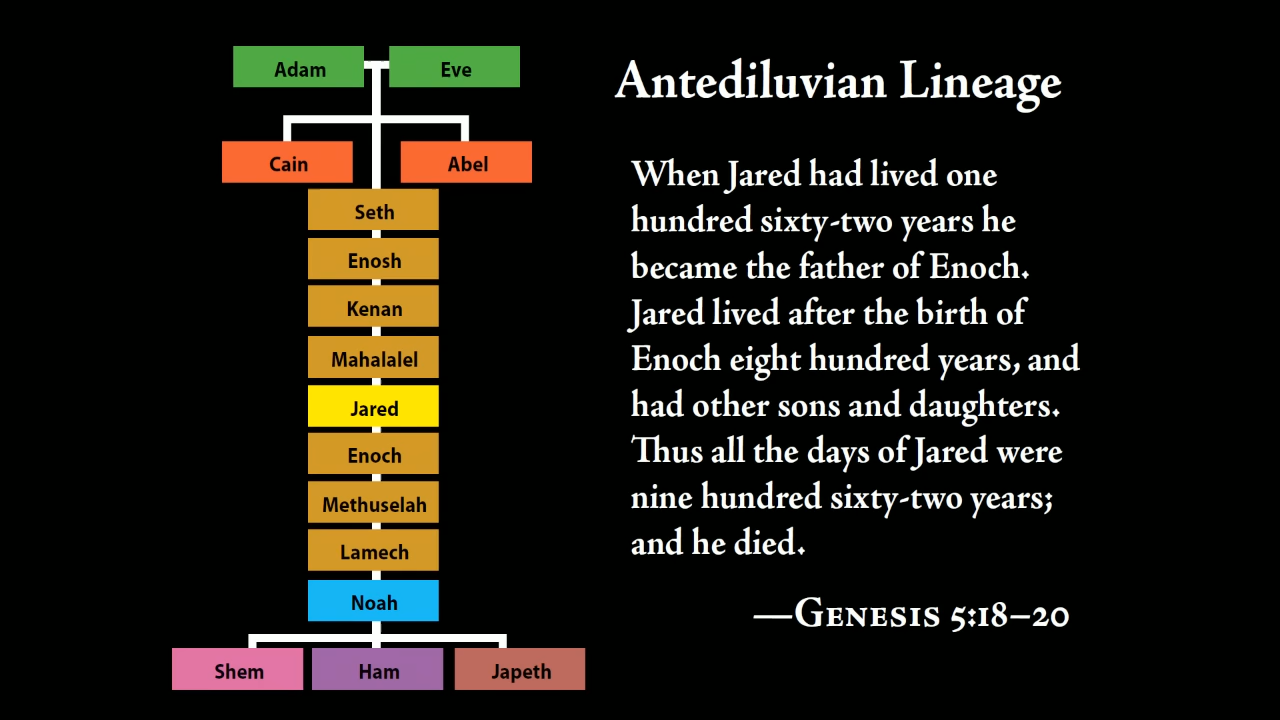 Adam Eve
Cain Abel
Seth
Enosh
Kenan
Mahalalel
Jared
Enoch
Methuselah
Lamech
Noah
Shem Ham Japeth
Antediluvian Lineage
When Jared had lived one
hundred sixty-two years he
became the father of Enoch.
Jared lived after the birth of
Enoch eight hundred years, and
had other sons and daughters.
Thus all the days of Jared were
nine hundred sixty-two years;
and he died.
—Genesis 5:18–20